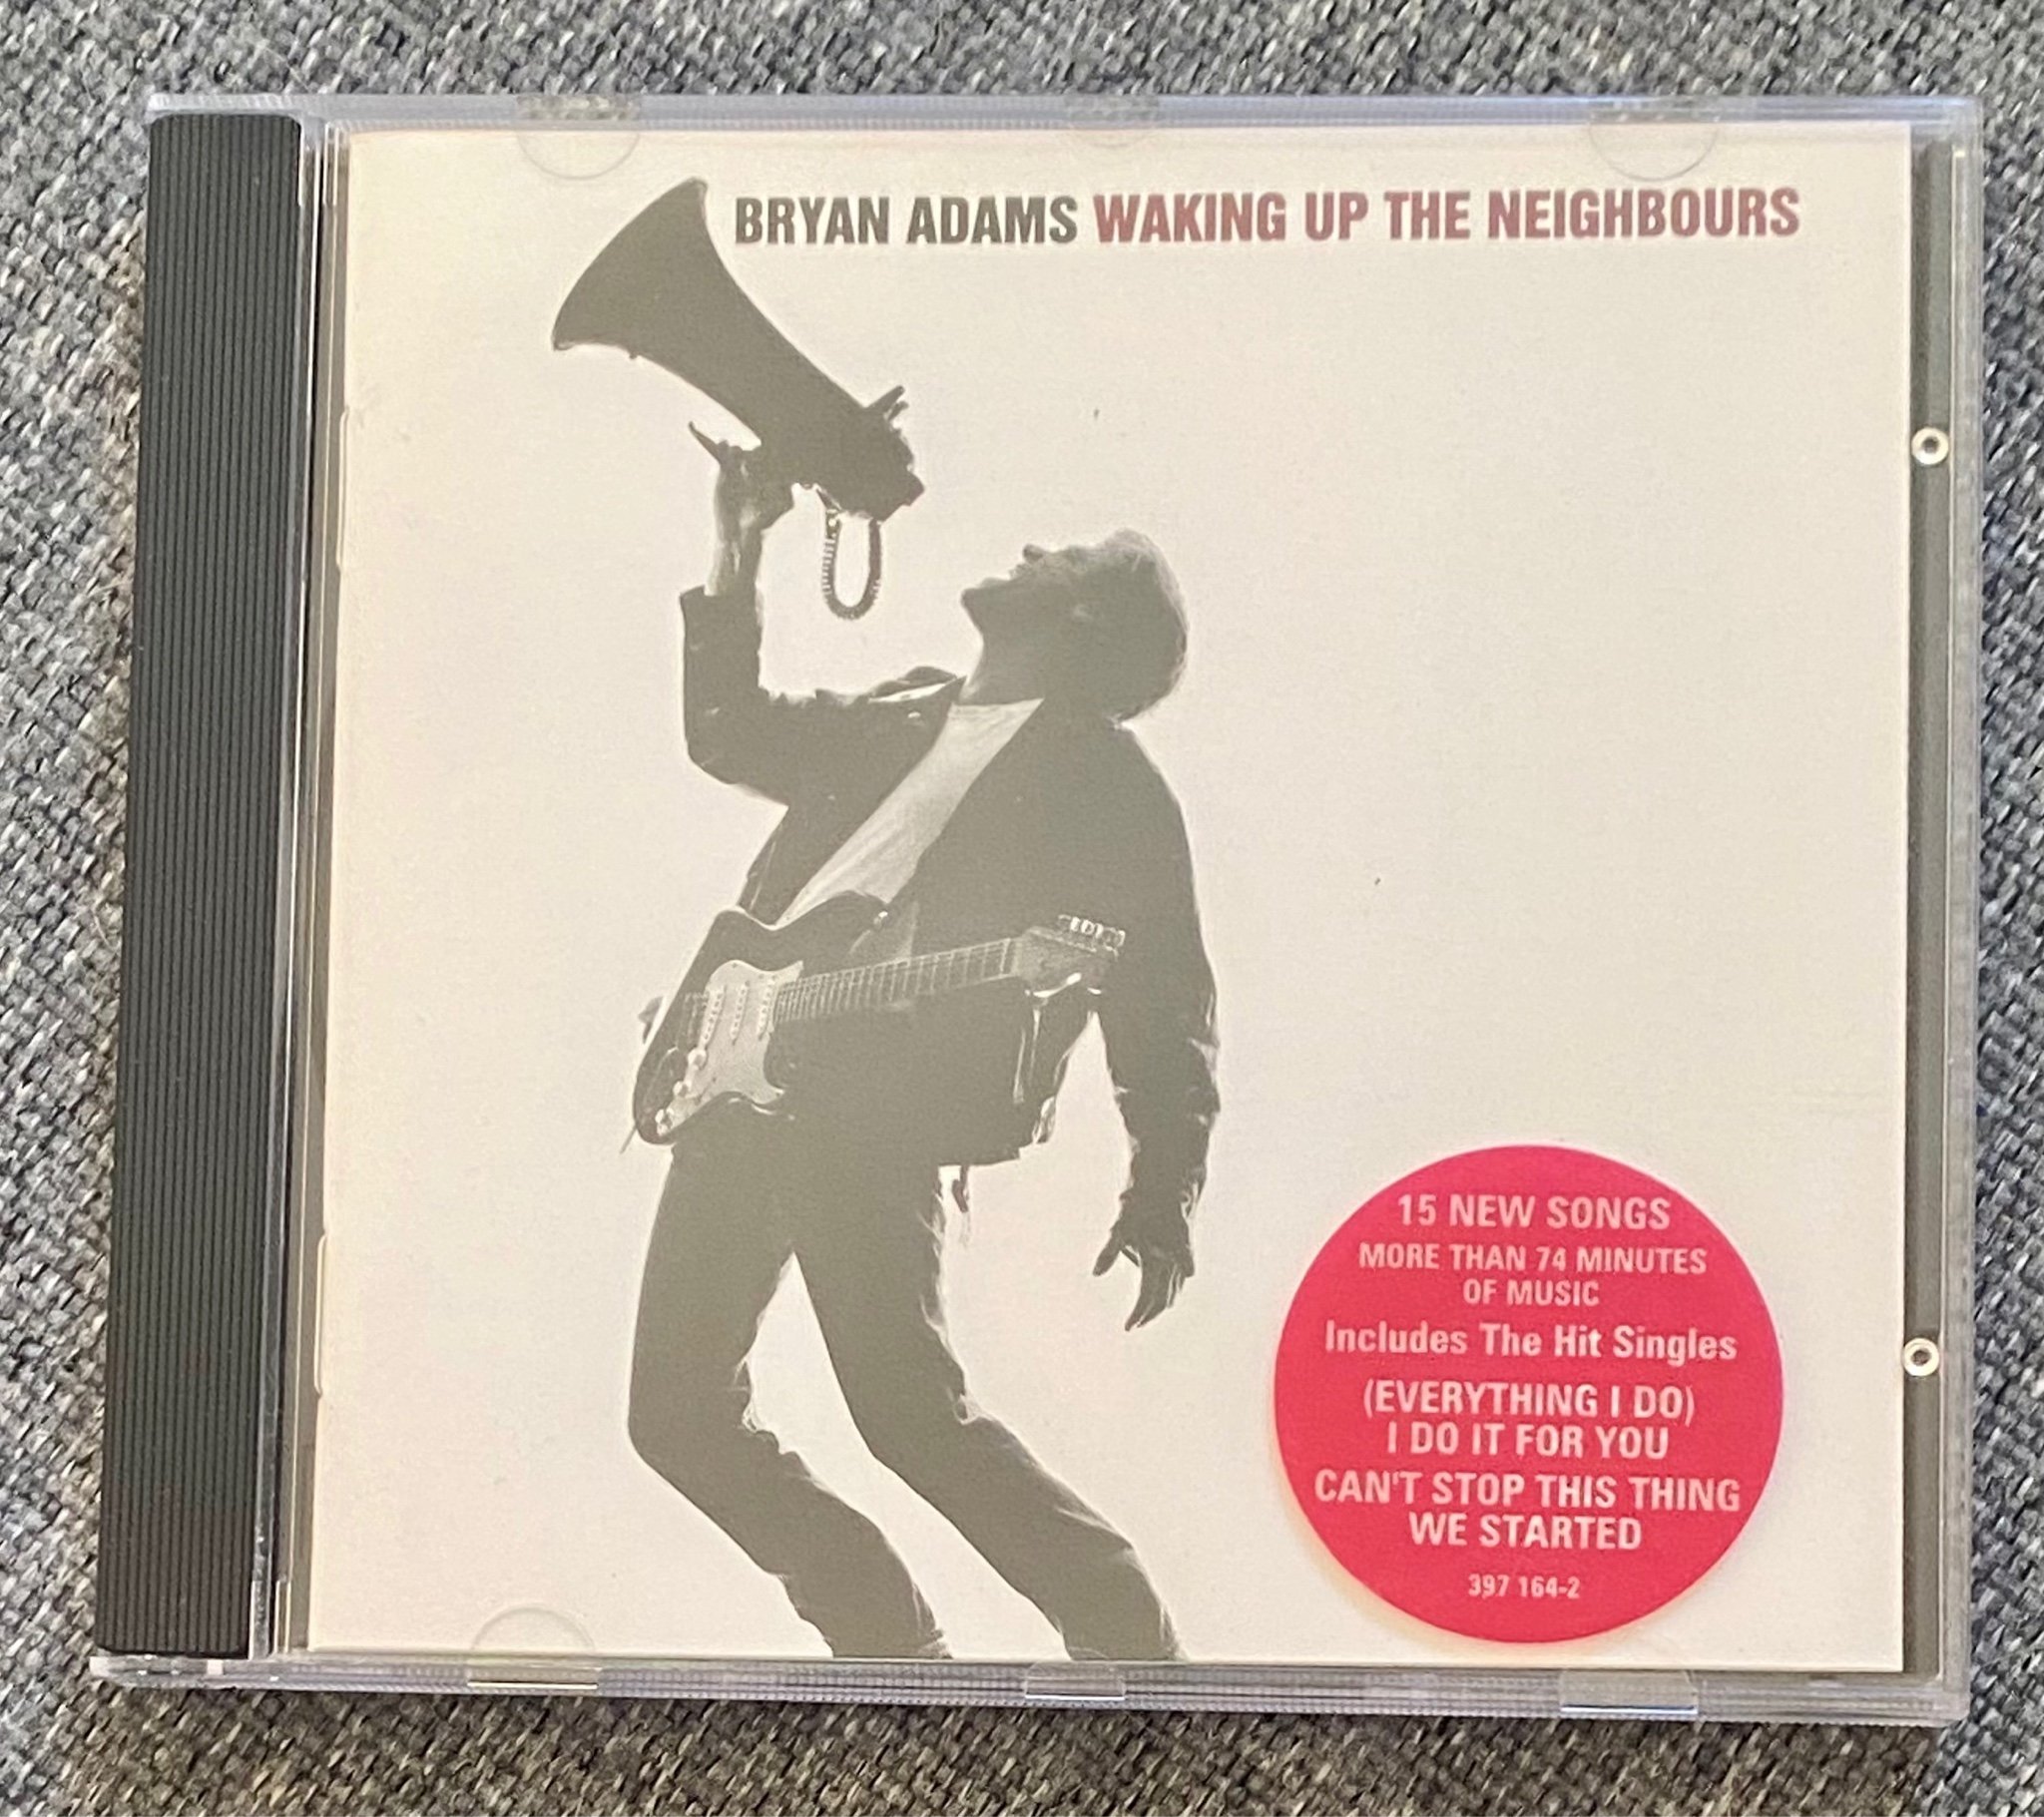 BRYAN ADAMS WAKING UP THE NEIGHBOURS
15 NEW SONGS
MORE THAN 74 MINUTES
OF MUSIC
Includes The Hit Singles
(EVERYTHING I DO)
I DO IT FOR YOU
CAN'T STOP THIS THING
WE STARTED
397 164-2